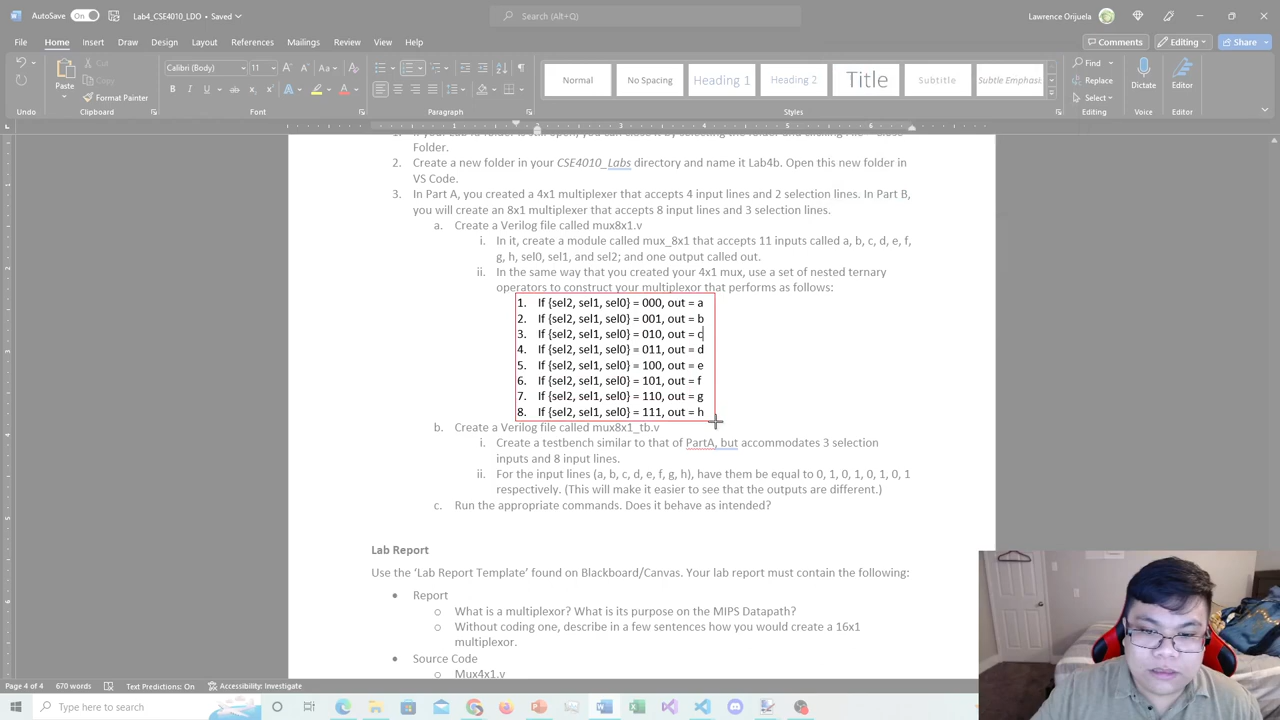 AutoSave On Lab4_CSE4010_LDO • Saved Search (Alt+Q) Lawrence Orijuela
File Home Insert Draw Design Layout References Mailings Review View Help Comments Editing Share
Paste Cut Copy Format Painter Calibri (Body) 11 Normal No Spacing Heading 1 Heading 2 Title Subtitle Subtle Emphasis Find Replace Select Dictate Editor
Undo Clipboard Font Paragraph Styles Editing Voice Editor
Folder.
2. Create a new folder in your CSE4010_Labs directory and name it Lab4b. Open this new folder in
VS Code.
3. In Part A, you created a 4x1 multiplexer that accepts 4 input lines and 2 selection lines. In Part B,
you will create an 8x1 multiplexer that accepts 8 input lines and 3 selection lines.
a. Create a Verilog file called mux8x1.v
i. In it, create a module called mux_8x1 that accepts 11 inputs called a, b, c, d, e, f,
g, h, sel0, sel1, and sel2; and one output called out.
ii. In the same way that you created your 4x1 mux, use a set of nested ternary
operators to construct your multiplexor that performs as follows:
1. If {sel2, sel1, sel0} = 000, out = a
2. If {sel2, sel1, sel0} = 001, out = b
3. If {sel2, sel1, sel0} = 010, out = c
4. If {sel2, sel1, sel0} = 011, out = d
5. If {sel2, sel1, sel0} = 100, out = e
6. If {sel2, sel1, sel0} = 101, out = f
7. If {sel2, sel1, sel0} = 110, out = g
8. If {sel2, sel1, sel0} = 111, out = h
b. Create a Verilog file called mux8x1_tb.v
i. Create a testbench similar to that of PartA, but accommodates 3 selection
inputs and 8 input lines.
ii. For the input lines (a, b, c, d, e, f, g, h), have them be equal to 0, 1, 0, 1, 0, 1, 0, 1
respectively. (This will make it easier to see that the outputs are different.)
c. Run the appropriate commands. Does it behave as intended?
Lab Report
Use the ‘Lab Report Template’ found on Blackboard/Canvas. Your lab report must contain the following:
• Report
o What is a multiplexor? What is its purpose on the MIPS Datapath?
o Without coding one, describe in a few sentences how you would create a 16x1
multiplexor.
• Source Code
o Mux4x1.v
Page 4 of 4 670 words Text Predictions: On Accessibility: Investigate
Type here to search